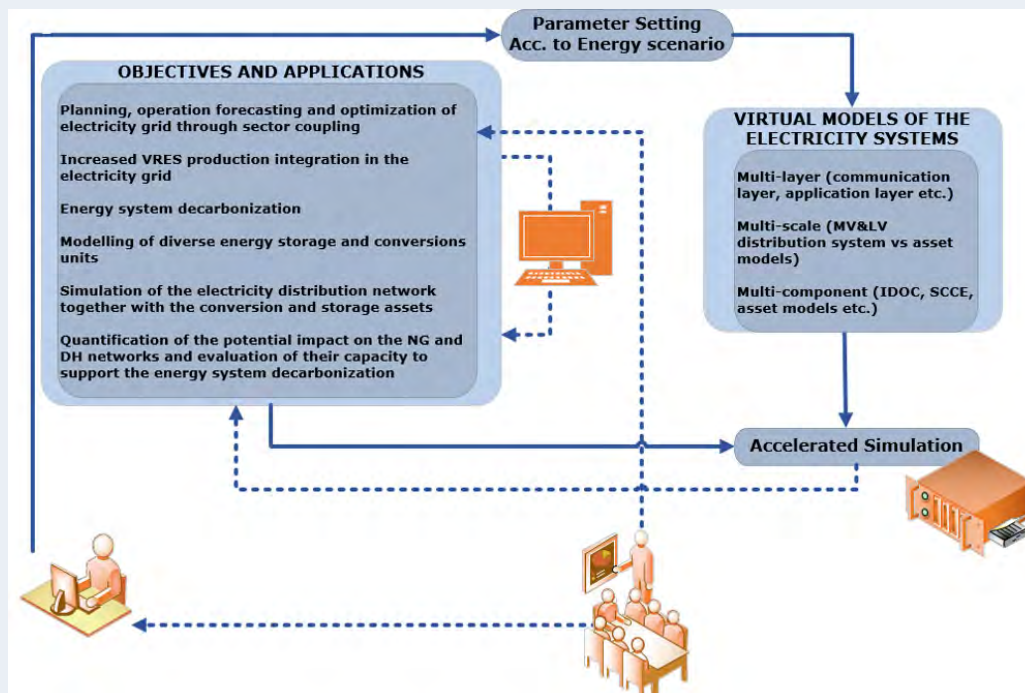 Parameter Setting
Acc. to Energy scenario
OBJECTIVES AND APPLICATIONS
Planning, operation forecasting and optimization of
electricity grid through sector coupling
Increased VRES production integration in the
electricity grid
Energy system decarbonization
Modelling of diverse energy storage and conversions
units
Simulation of the electricity distribution network
together with the conversion and storage assets
Quantification of the potential impact on the NG and
DH networks and evaluation of their capacity to
support the energy system decarbonization
VIRTUAL MODELS OF THE
ELECTRICITY SYSTEMS
Multi-layer (communication
layer, application layer etc.)
Multi-scale (MV&LV
distribution system vs asset
models)
Multi-component (IDOC, SCCE,
asset models etc.)
Accelerated Simulation